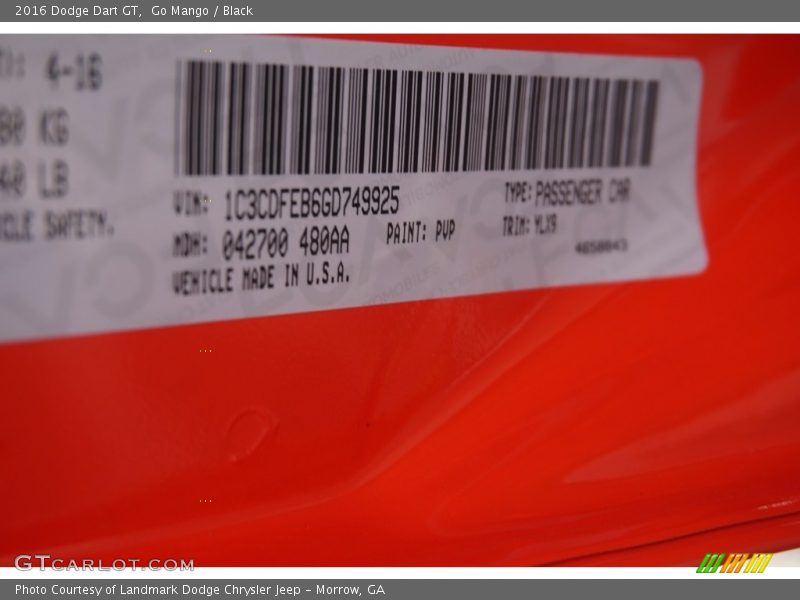 2016 Dodge Dart GT,  Go Mango / Black
4-16
KG
LB
SAFETY.
VIN: 1C3CDFEB6GD749925
TYPE: PASSENGER CAR
MDH: 042700 480AA
PAINT: PVP
TRIM: YLX9
VEHICLE MADE IN U.S.A.
GTCARLOT.COM
Photo Courtesy of Landmark Dodge Chrysler Jeep - Morrow, GA